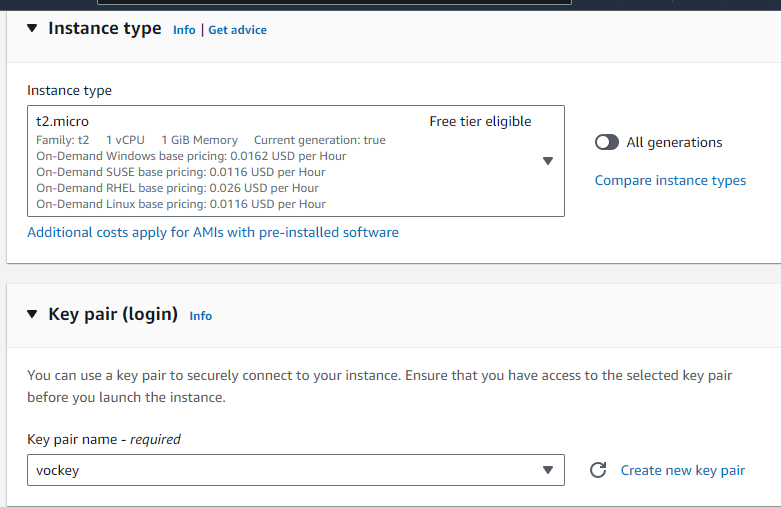 Instance type Info | Get advice
Instance type
t2.micro Free tier eligible
Family: t2 1 vCPU 1 GiB Memory Current generation: true
On-Demand Windows base pricing: 0.0162 USD per Hour
On-Demand SUSE base pricing: 0.0116 USD per Hour
On-Demand RHEL base pricing: 0.026 USD per Hour
On-Demand Linux base pricing: 0.0116 USD per Hour
All generations
Compare instance types
Additional costs apply for AMIs with pre-installed software
Key pair (login) Info
You can use a key pair to securely connect to your instance. Ensure that you have access to the selected key pair
before you launch the instance.
Key pair name - required
vockey Create new key pair